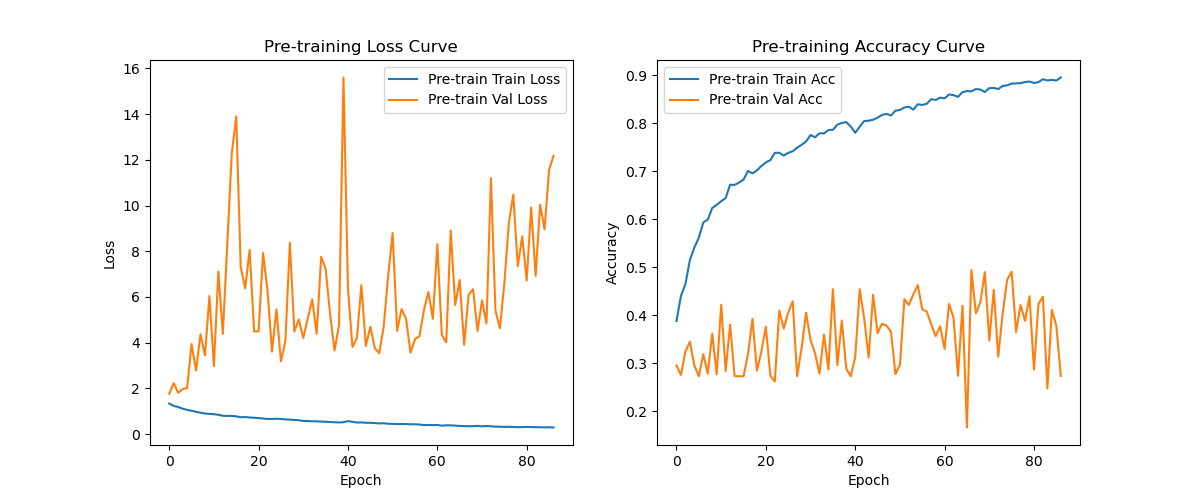 Pre-training Loss Curve
Pre-train Train Loss
Pre-train Val Loss
16
14
12
10
8
6
4
2
0
Loss
0
20
40
60
80
Epoch
Pre-training Accuracy Curve
Pre-train Train Acc
Pre-train Val Acc
0.9
0.8
0.7
0.6
0.5
0.4
0.3
0.2
Accuracy
0
20
40
60
80
Epoch